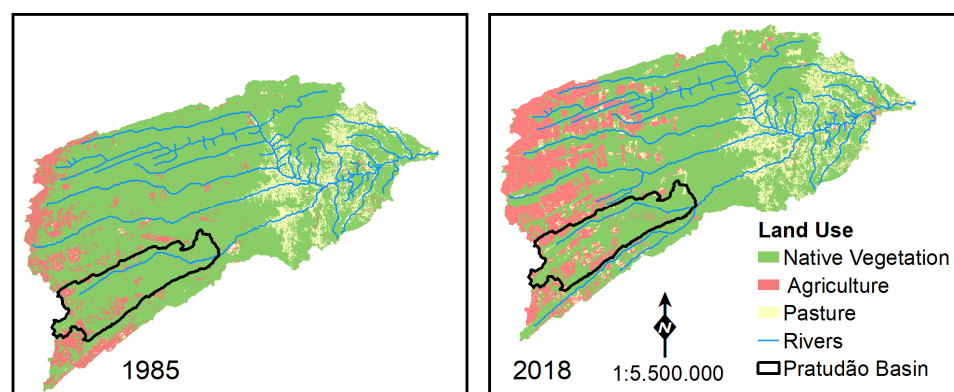 1985
2018
N
1:5.500.000
Land Use
Native Vegetation
Agriculture
Pasture
Rivers
Pratudão Basin